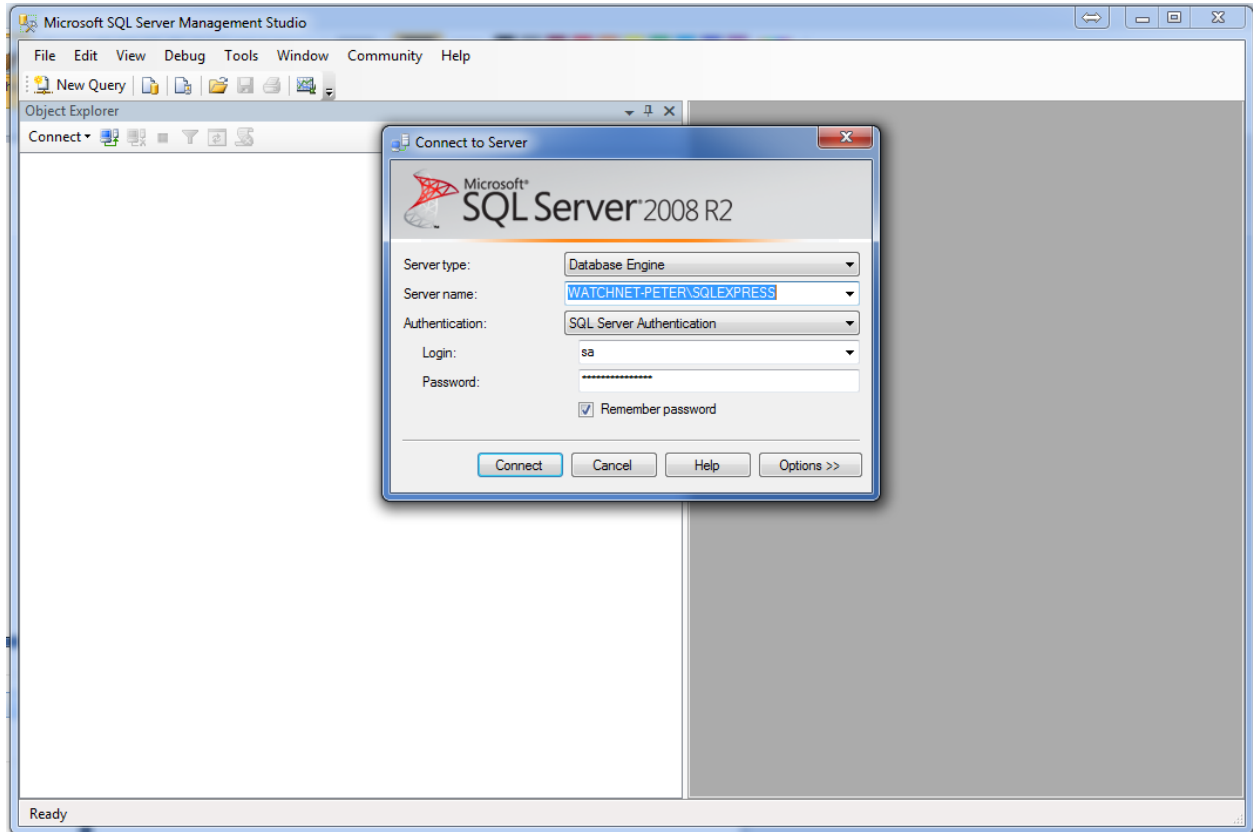 Microsoft SQL Server Management Studio
File Edit View Debug Tools Window Community Help
New Query
Object Explorer
Connect
Connect to Server
Microsoft®
SQL Server® 2008 R2
Server type: Database Engine
Server name: WATCHNET-PETER\SQLEXPRESS
Authentication: SQL Server Authentication
Login: sa
Password: ***************
Remember password
Connect Cancel Help Options >>
Ready